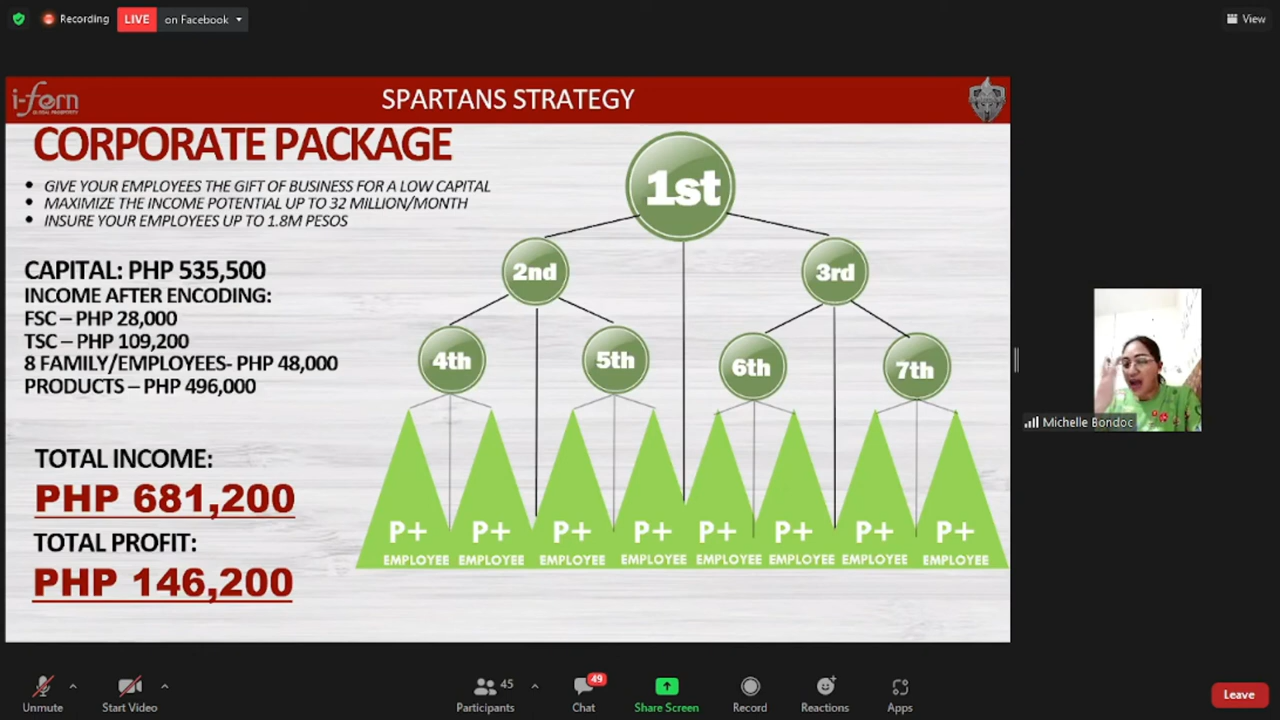 Recording
LIVE
on Facebook
View
i-fern
GLOBAL PROSPERITY
SPARTANS STRATEGY
CORPORATE PACKAGE
• GIVE YOUR EMPLOYEES THE GIFT OF BUSINESS FOR A LOW CAPITAL
• MAXIMIZE THE INCOME POTENTIAL UP TO 32 MILLION/MONTH
• INSURE YOUR EMPLOYEES UP TO 1.8M PESOS
CAPITAL: PHP 535,500
INCOME AFTER ENCODING:
FSC – PHP 28,000
TSC – PHP 109,200
8 FAMILY/EMPLOYEES- PHP 48,000
PRODUCTS – PHP 496,000
TOTAL INCOME:
PHP 681,200
TOTAL PROFIT:
PHP 146,200
1st
2nd 3rd
4th 5th 6th 7th
P+ P+ P+ P+ P+ P+ P+ P+
EMPLOYEE EMPLOYEE EMPLOYEE EMPLOYEE EMPLOYEE EMPLOYEE EMPLOYEE EMPLOYEE
Michelle Bondoc
Unmute
Start Video
45
Participants
49
Chat
Share Screen
Record
Reactions
Apps
Leave